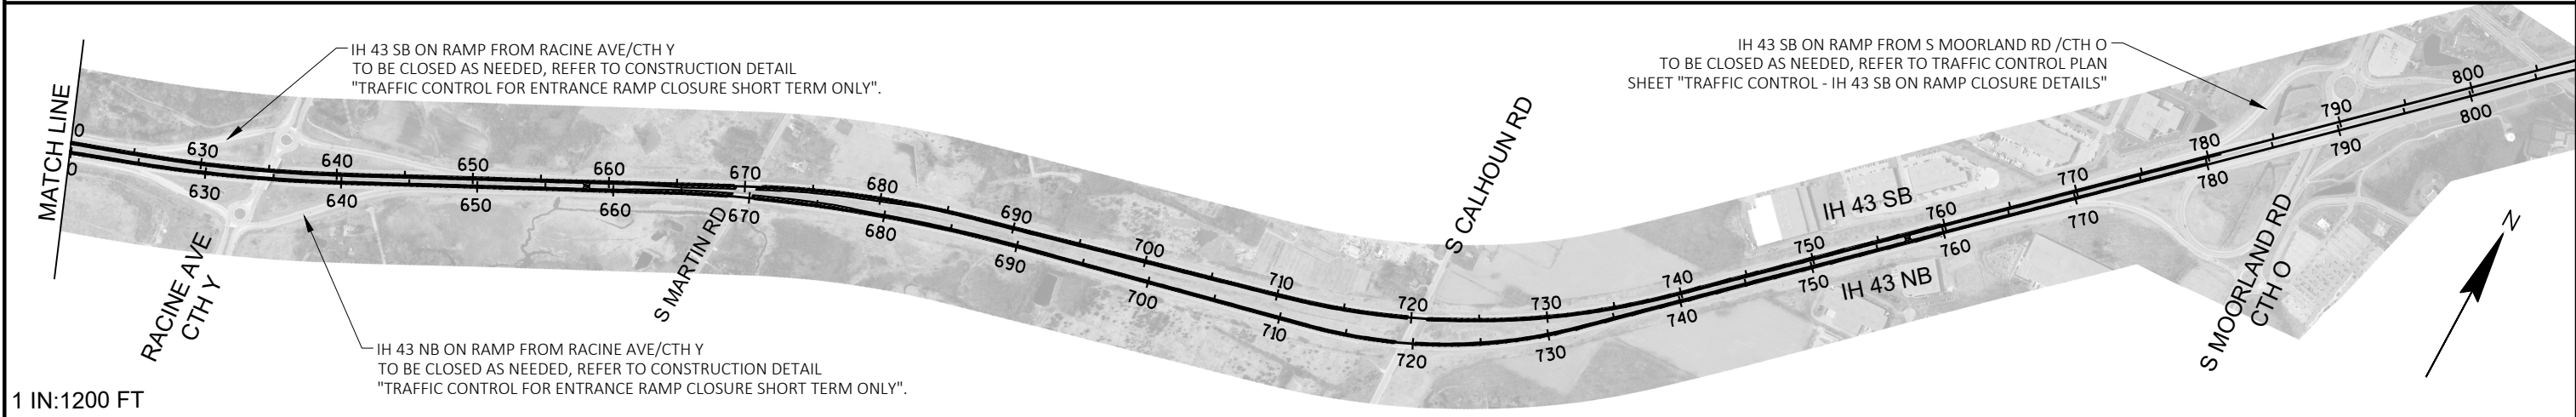 IH 43 SB ON RAMP FROM RACINE AVE/CTH Y
TO BE CLOSED AS NEEDED, REFER TO CONSTRUCTION DETAIL
"TRAFFIC CONTROL FOR ENTRANCE RAMP CLOSURE SHORT TERM ONLY".
IH 43 SB ON RAMP FROM S MOORLAND RD /CTH O
TO BE CLOSED AS NEEDED, REFER TO TRAFFIC CONTROL PLAN
SHEET "TRAFFIC CONTROL - IH 43 SB ON RAMP CLOSURE DETAILS"
MATCH LINE
0
630
640
650
660
670
680
690
700
710
720
730
740
750
760
770
780
790
800
0
630
640
650
660
670
680
690
700
710
720
730
740
750
760
770
780
790
800
IH 43 SB
IH 43 NB
RACINE AVE
CTH Y
S MARTIN RD
S CALHOUN RD
S MOORLAND RD
CTH O
N
IH 43 NB ON RAMP FROM RACINE AVE/CTH Y
TO BE CLOSED AS NEEDED, REFER TO CONSTRUCTION DETAIL
"TRAFFIC CONTROL FOR ENTRANCE RAMP CLOSURE SHORT TERM ONLY".
1 IN:1200 FT